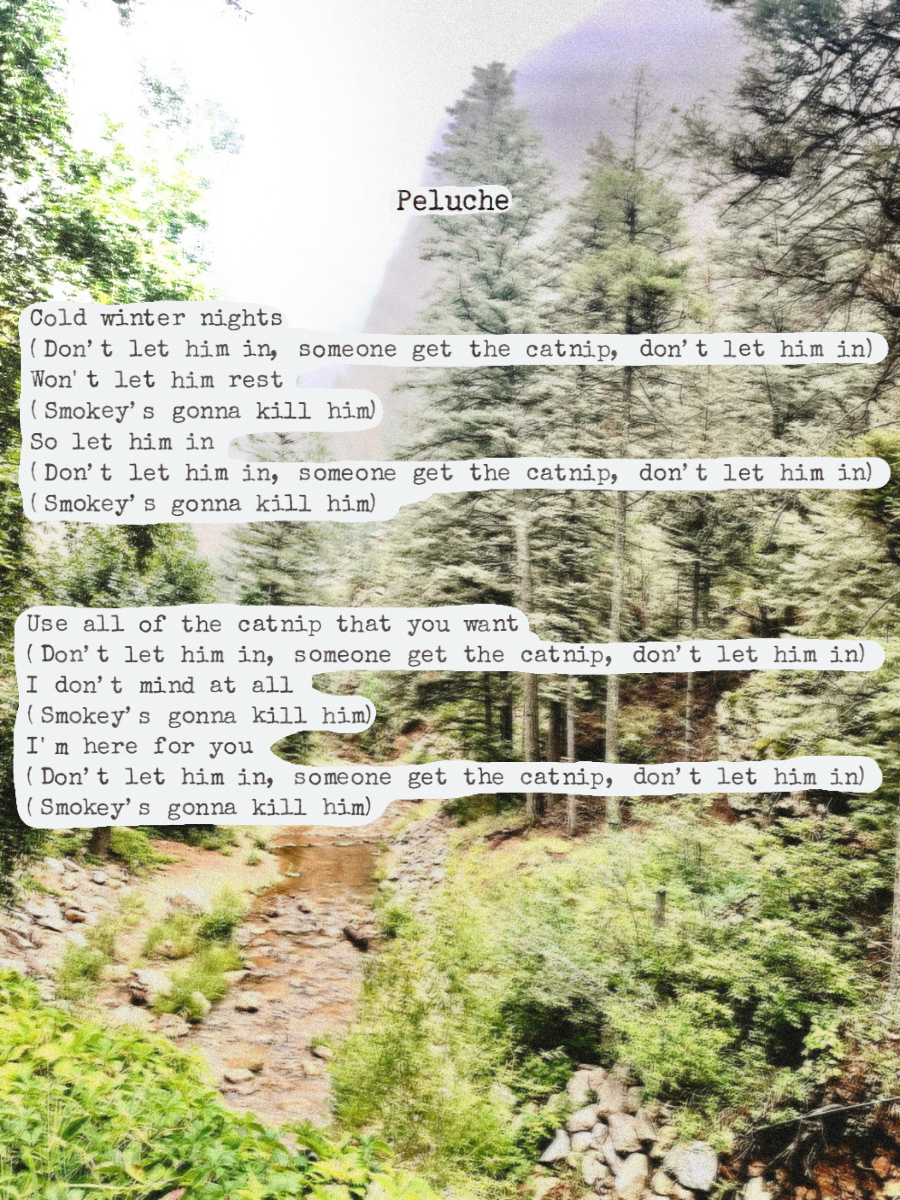 Peluche
Cold winter nights
(Don't let him in, someone get the catnip, don't let him in)
Won't let him rest
(Smokey's gonna kill him)
So let him in
(Don't let him in, someone get the catnip, don't let him in)
(Smokey's gonna kill him)
Use all of the catnip that you want
(Don't let him in, someone get the catnip, don't let him in)
I don't mind at all
(Smokey's gonna kill him)
I'm here for you
(Don't let him in, someone get the catnip, don't let him in)
(Smokey's gonna kill him)